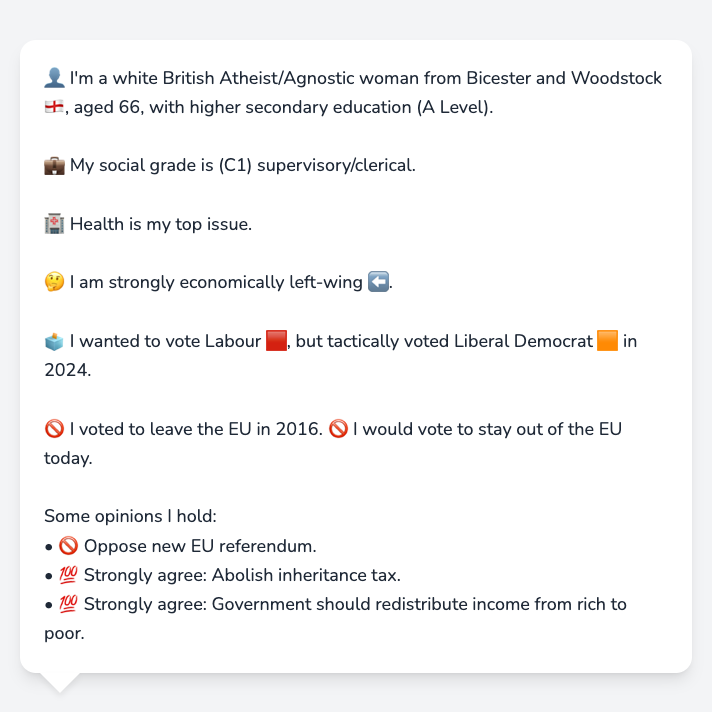 👤 I'm a white British Atheist/Agnostic woman from Bicester and Woodstock
🏴󠁧󠁢󠁥󠁮󠁧󠁿, aged 66, with higher secondary education (A Level).
💼 My social grade is (C1) supervisory/clerical.
🏥 Health is my top issue.
🤔 I am strongly economically left-wing ⬅️.
🗳️ I wanted to vote Labour 🟥, but tactically voted Liberal Democrat 🟧 in
2024.
🚫 I voted to leave the EU in 2016. 🚫 I would vote to stay out of the EU
today.
Some opinions I hold:
• 🚫 Oppose new EU referendum.
• 💯 Strongly agree: Abolish inheritance tax.
• 💯 Strongly agree: Government should redistribute income from rich to
poor.